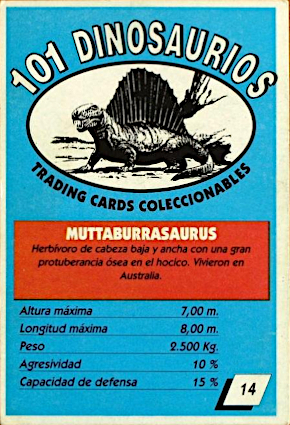 101 DINOSAURIOS
TRADING CARDS COLECCIONABLES
MUTTABURRASAURUS
Herbívoro de cabeza baja y ancha con una gran
protuberancia ósea en el hocico. Vivieron en
Australia.
Altura máxima 7,00 m.
Longitud máxima 8,00 m.
Peso 2.500 Kg.
Agresividad 10 %
Capacidad de defensa 15 %
14